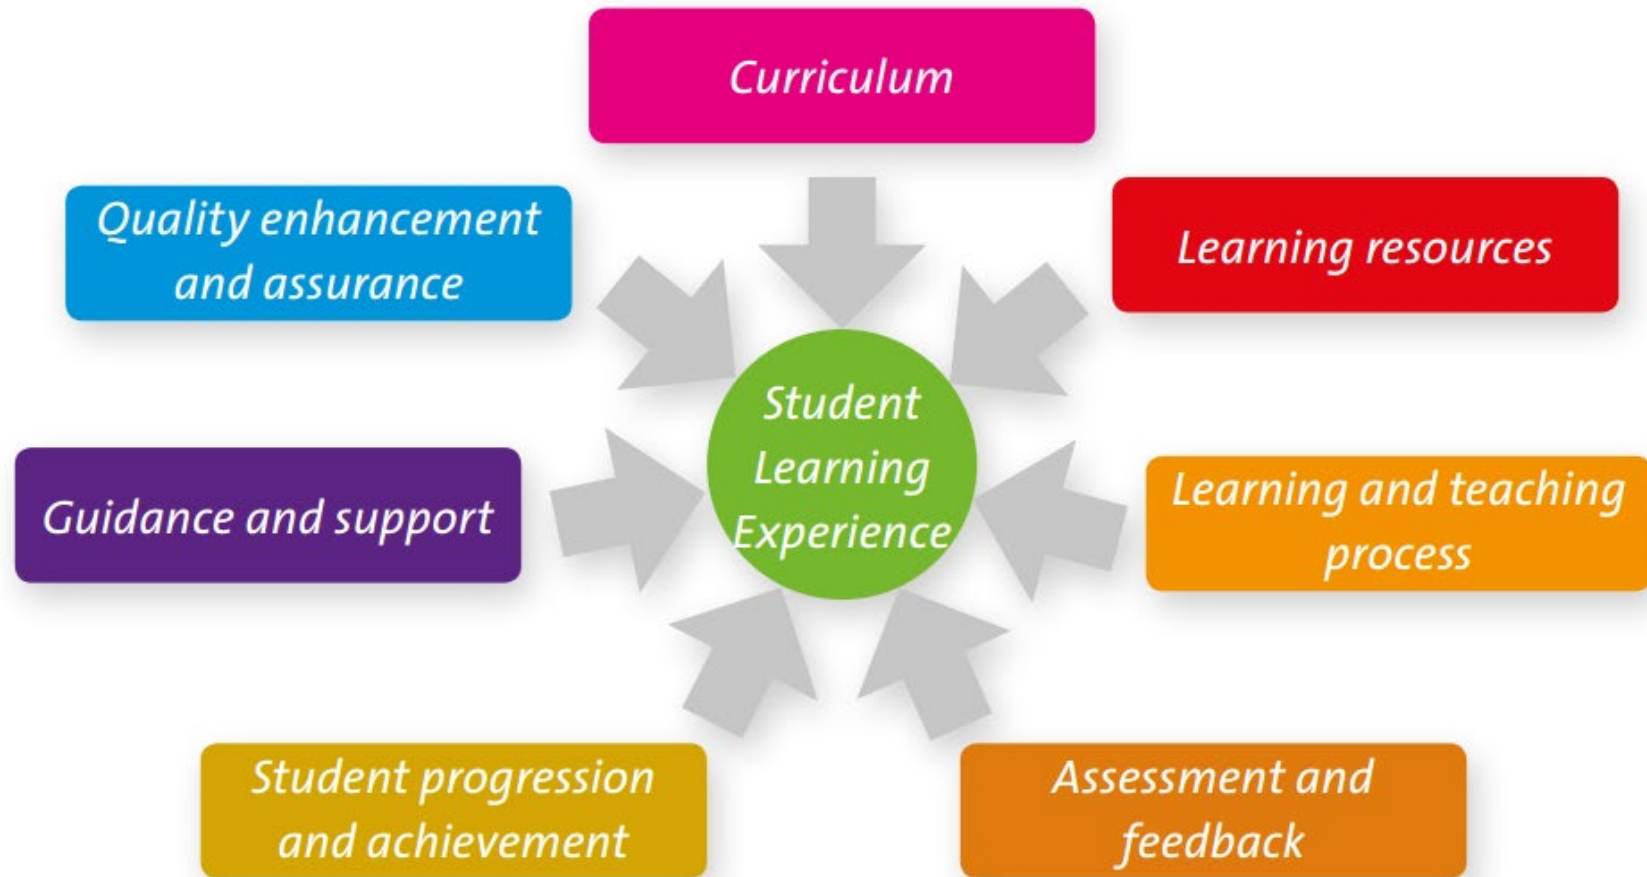 Curriculum
Quality enhancement
and assurance
Learning resources
Student
Learning
Experience
Guidance and support
Learning and teaching
process
Student progression
and achievement
Assessment and
feedback